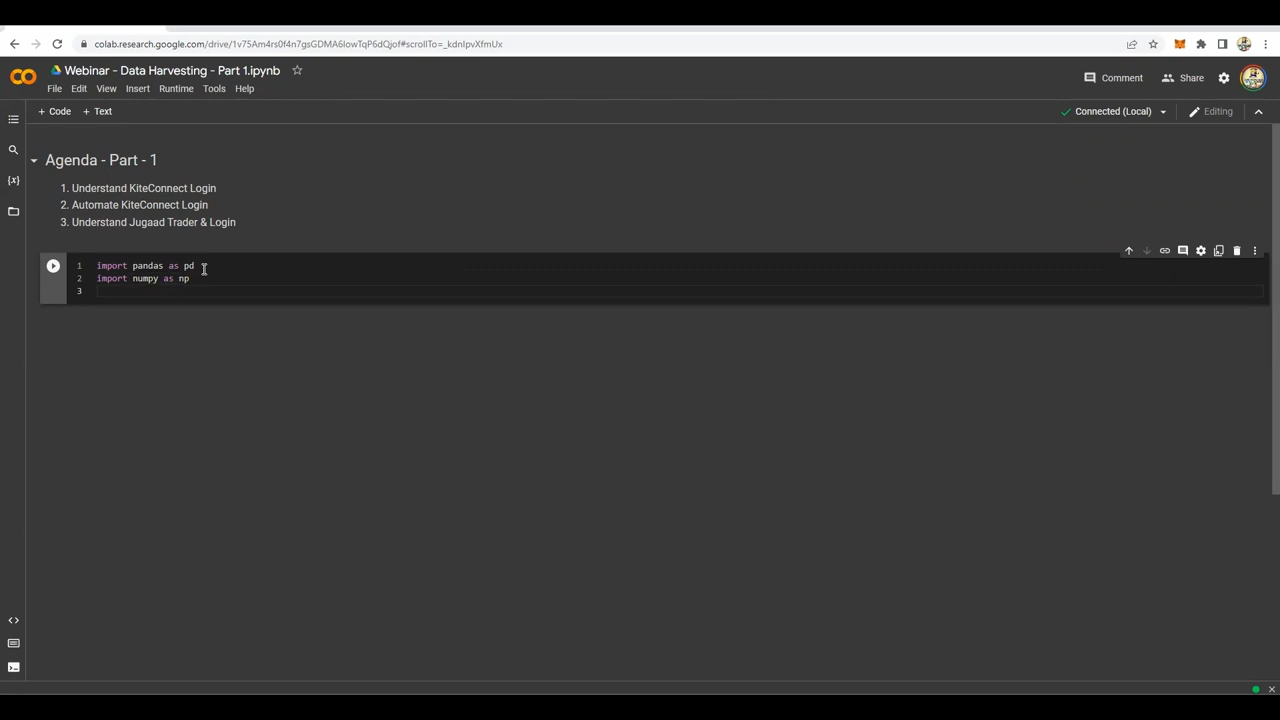 colab.research.google.com/drive/1v75Am4rs0f4n7gsGDMA6IowTqP6dQjof#scrollTo=_kdnIpvXfmUx
Webinar - Data Harvesting - Part 1.ipynb
Comment
Share
File Edit View Insert Runtime Tools Help
+ Code + Text
Connected (Local)
Editing
Agenda - Part - 1
1. Understand KiteConnect Login
2. Automate KiteConnect Login
3. Understand Jugaad Trader & Login
1 import pandas as pd
2 import numpy as np
3